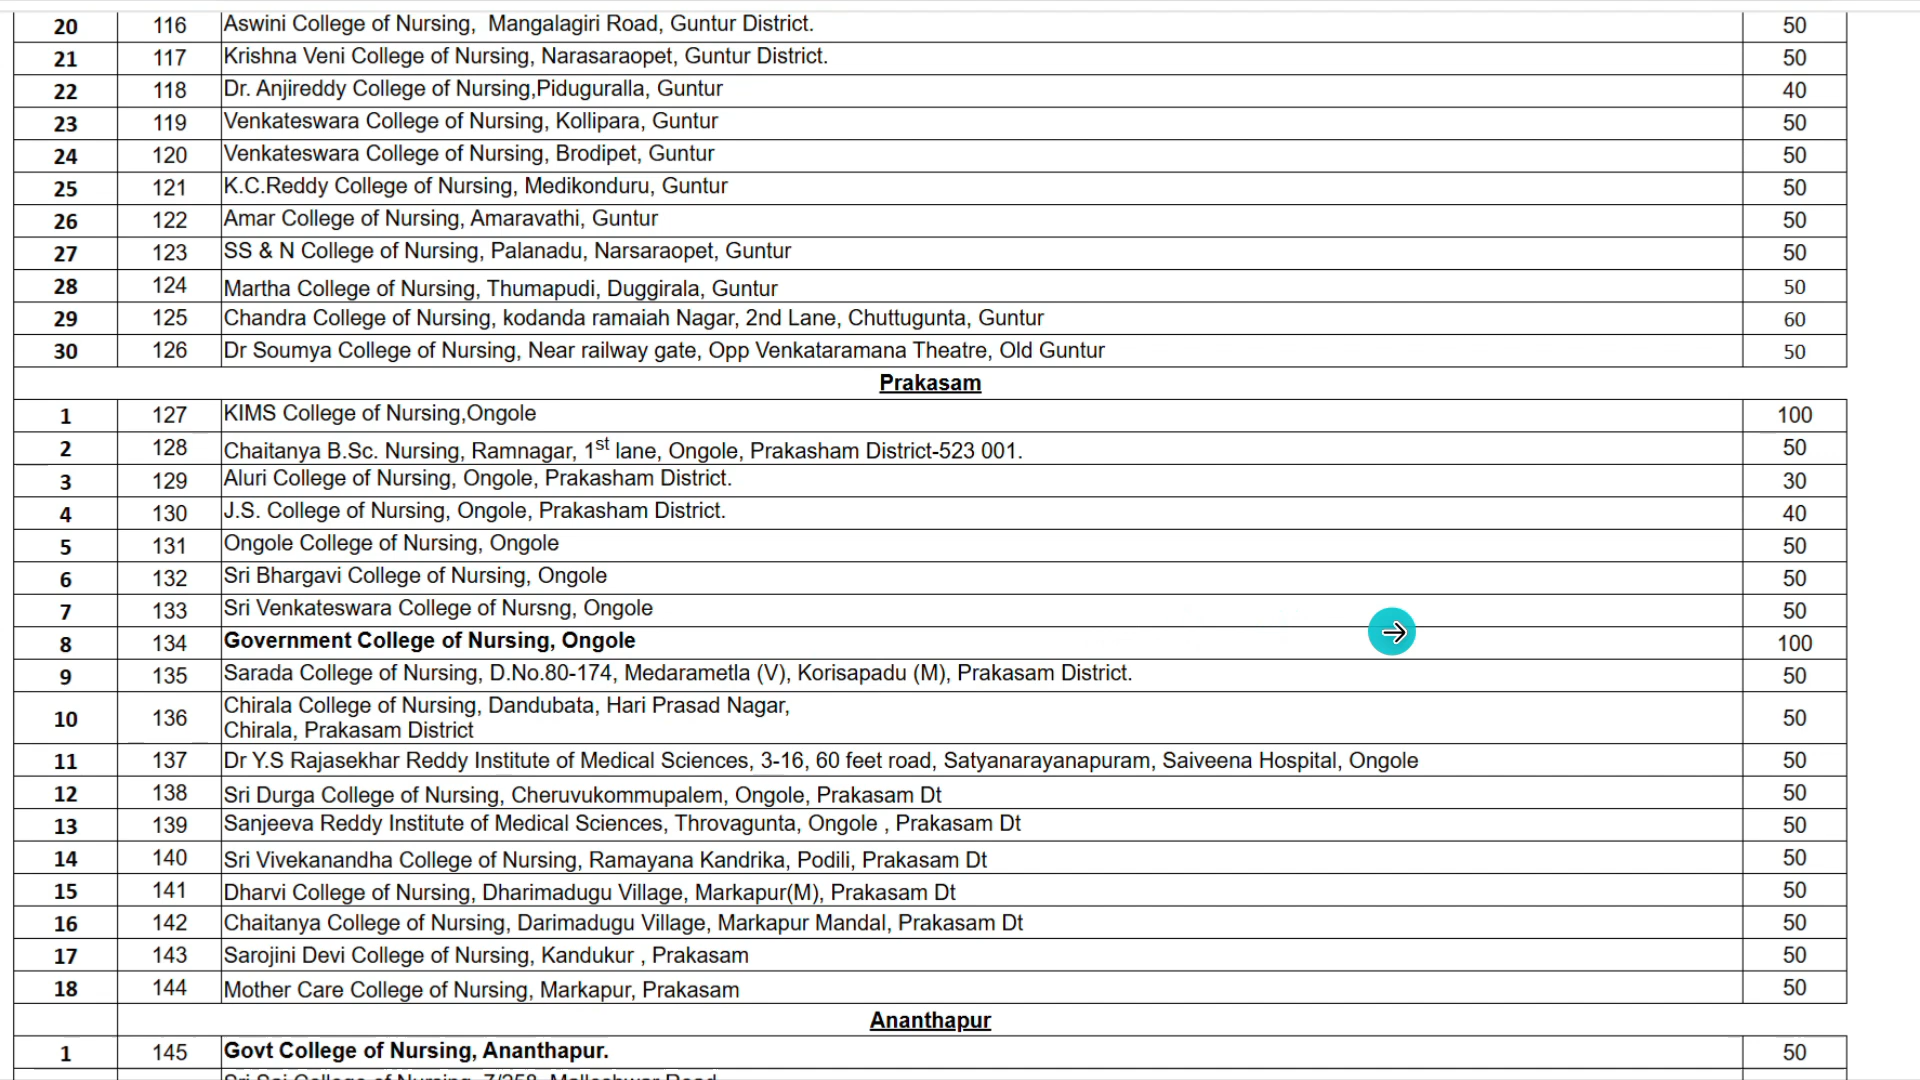 20 116 Aswini College of Nursing, Mangalagiri Road, Guntur District. 50
21 117 Krishna Veni College of Nursing, Narasaraopet, Guntur District. 50
22 118 Dr. Anjireddy College of Nursing,Piduguralla, Guntur 40
23 119 Venkateswara College of Nursing, Kollipara, Guntur 50
24 120 Venkateswara College of Nursing, Brodipet, Guntur 50
25 121 K.C.Reddy College of Nursing, Medikonduru, Guntur 50
26 122 Amar College of Nursing, Amaravathi, Guntur 50
27 123 SS & N College of Nursing, Palanadu, Narsaraopet, Guntur 50
28 124 Martha College of Nursing, Thumapudi, Duggirala, Guntur 50
29 125 Chandra College of Nursing, kodanda ramaiah Nagar, 2nd Lane, Chuttugunta, Guntur 60
30 126 Dr Soumya College of Nursing, Near railway gate, Opp Venkataramana Theatre, Old Guntur 50
Prakasam
1 127 KIMS College of Nursing,Ongole 100
2 128 Chaitanya B.Sc. Nursing, Ramnagar, 1st lane, Ongole, Prakasham District-523 001. 50
3 129 Aluri College of Nursing, Ongole, Prakasham District. 30
4 130 J.S. College of Nursing, Ongole, Prakasham District. 40
5 131 Ongole College of Nursing, Ongole 50
6 132 Sri Bhargavi College of Nursing, Ongole 50
7 133 Sri Venkateswara College of Nursng, Ongole 50
8 134 Government College of Nursing, Ongole 100
9 135 Sarada College of Nursing, D.No.80-174, Medarametla (V), Korisapadu (M), Prakasam District. 50
10 136 Chirala College of Nursing, Dandubata, Hari Prasad Nagar,
Chirala, Prakasam District 50
11 137 Dr Y.S Rajasekhar Reddy Institute of Medical Sciences, 3-16, 60 feet road, Satyanarayanapuram, Saiveena Hospital, Ongole 50
12 138 Sri Durga College of Nursing, Cheruvukommupalem, Ongole, Prakasam Dt 50
13 139 Sanjeeva Reddy Institute of Medical Sciences, Throvagunta, Ongole , Prakasam Dt 50
14 140 Sri Vivekanandha College of Nursing, Ramayana Kandrika, Podili, Prakasam Dt 50
15 141 Dharvi College of Nursing, Dharimadugu Village, Markapur(M), Prakasam Dt 50
16 142 Chaitanya College of Nursing, Darimadugu Village, Markapur Mandal, Prakasam Dt 50
17 143 Sarojini Devi College of Nursing, Kandukur , Prakasam 50
18 144 Mother Care College of Nursing, Markapur, Prakasam 50
Ananthapur
1 145 Govt College of Nursing, Ananthapur. 50
Sri Sai College of Nursing, 7/258, Malleshwar Road